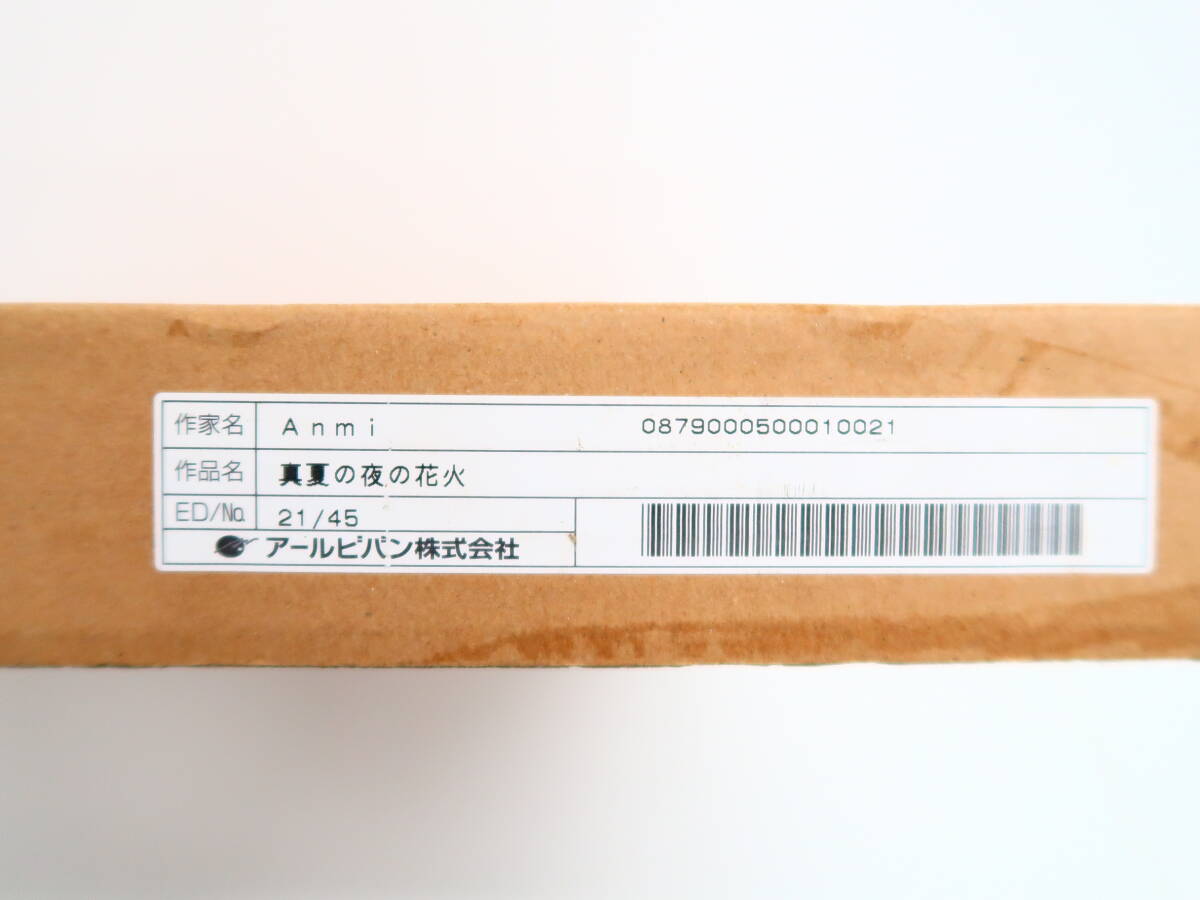 作家名 Anmi 0879000500010021
作品名 真夏の夜の花火
ED/No. 21/45
アールビバン株式会社